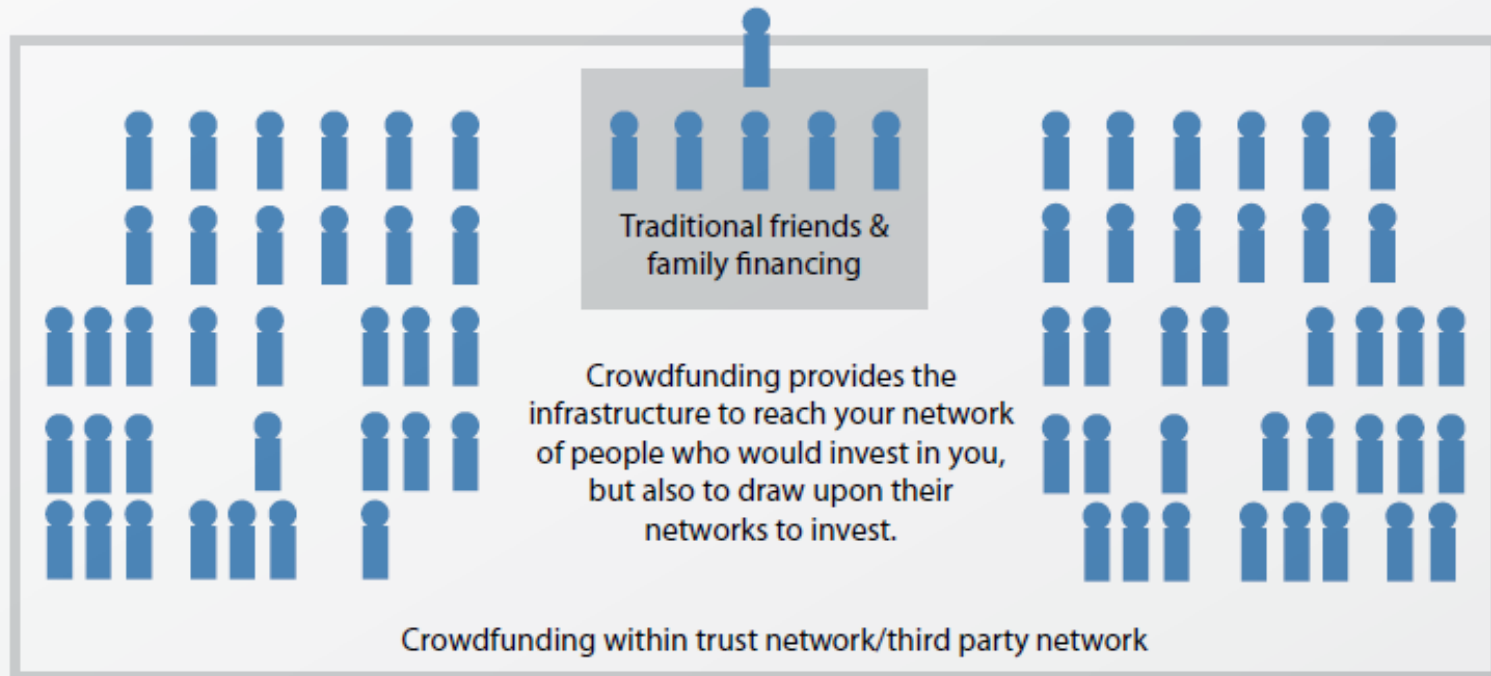 Traditional friends &
family financing
Crowdfunding provides the
infrastructure to reach your network
of people who would invest in you,
but also to draw upon their
networks to invest.
Crowdfunding within trust network/third party network